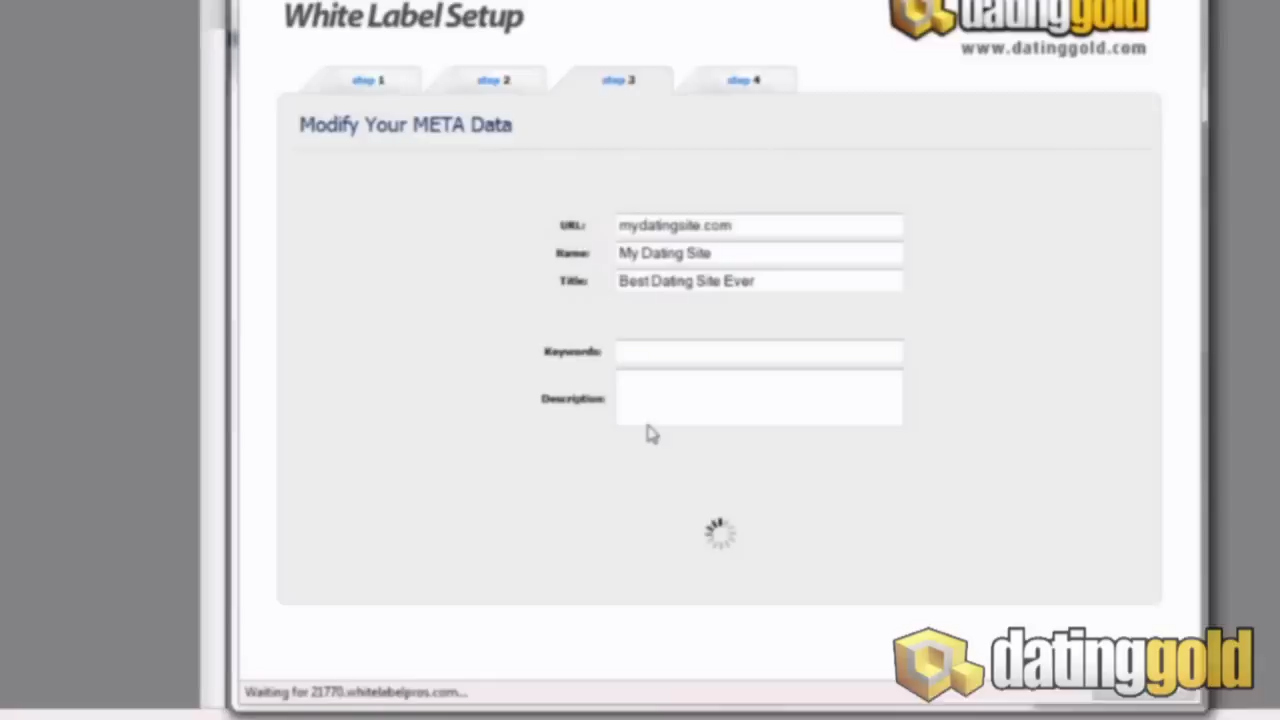 White Label Setup
datinggold
www.datinggold.com
step 1
step 2
step 3
step 4
Modify Your META Data
URL: mydatingsite.com
Name: My Dating Site
Title: Best Dating Site Ever
Keywords:
Description:
Waiting for 21770.whitelabelpros.com...
datinggold